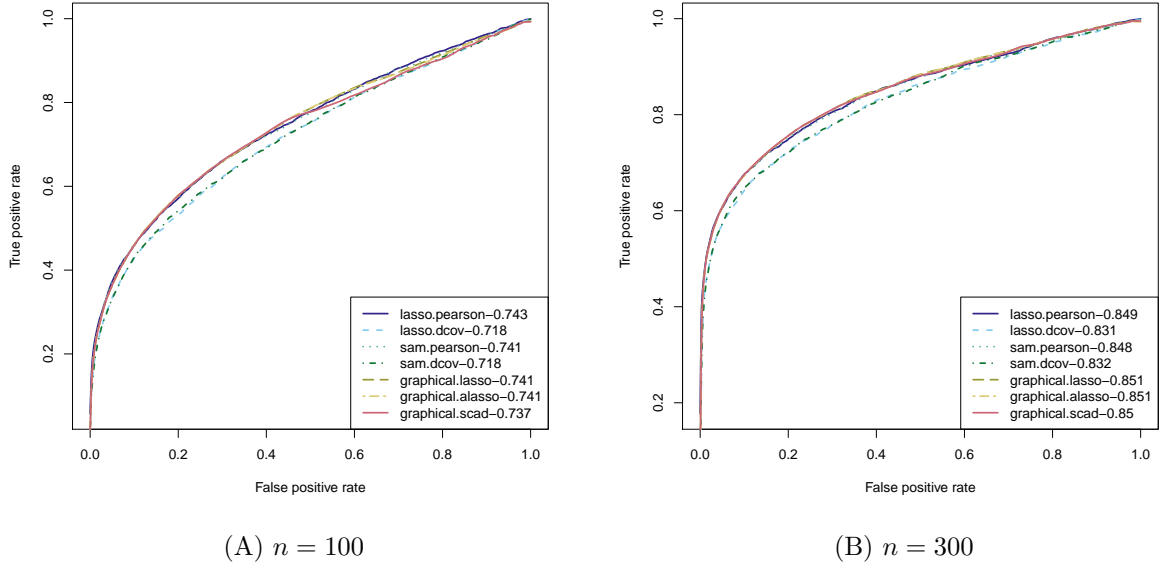 1.0
0.8
0.6
0.4
0.2
True positive rate
lasso.pearson−0.743
lasso.dcov−0.718
sam.pearson−0.741
sam.dcov−0.718
graphical.lasso−0.741
graphical.alasso−0.741
graphical.scad−0.737
0.0 0.2 0.4 0.6 0.8 1.0
False positive rate
(A) n = 100
1.0
0.8
0.6
0.4
0.2
True positive rate
lasso.pearson−0.849
lasso.dcov−0.831
sam.pearson−0.848
sam.dcov−0.832
graphical.lasso−0.851
graphical.alasso−0.851
graphical.scad−0.85
0.0 0.2 0.4 0.6 0.8 1.0
False positive rate
(B) n = 300